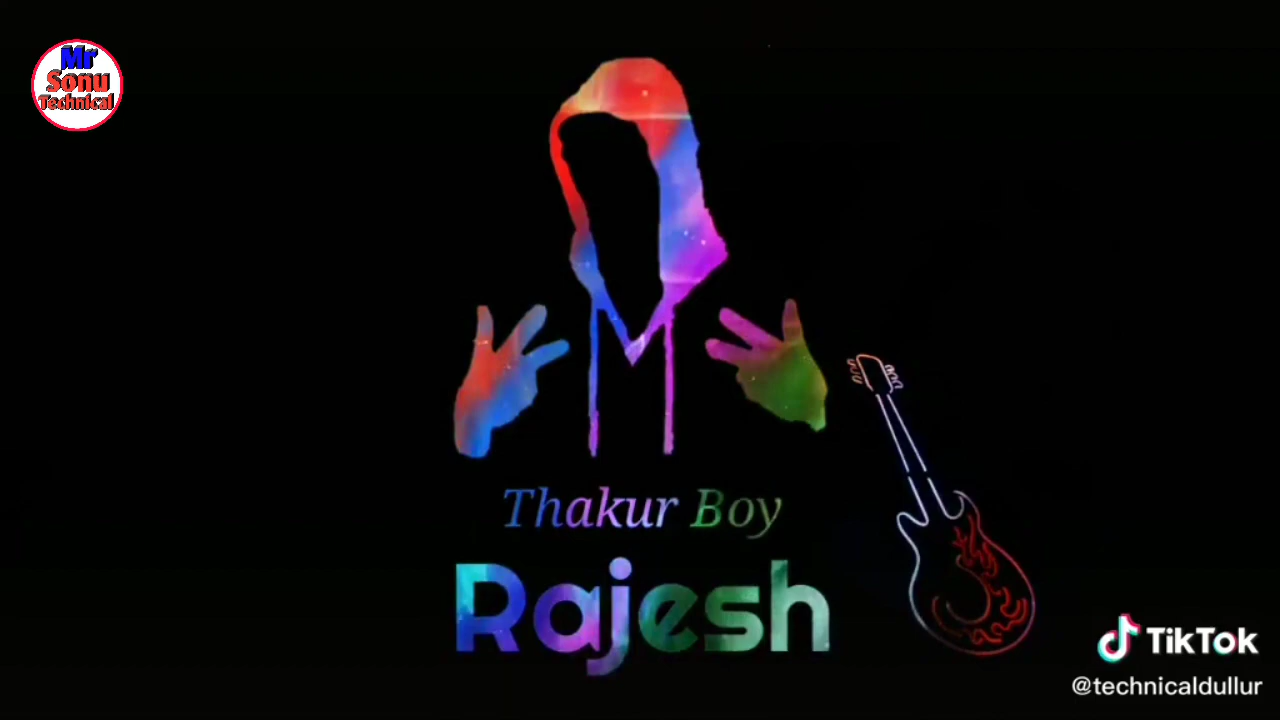 Mr
Sonu
Technical
Thakur Boy
Rajesh
TikTok
@technicaldullur